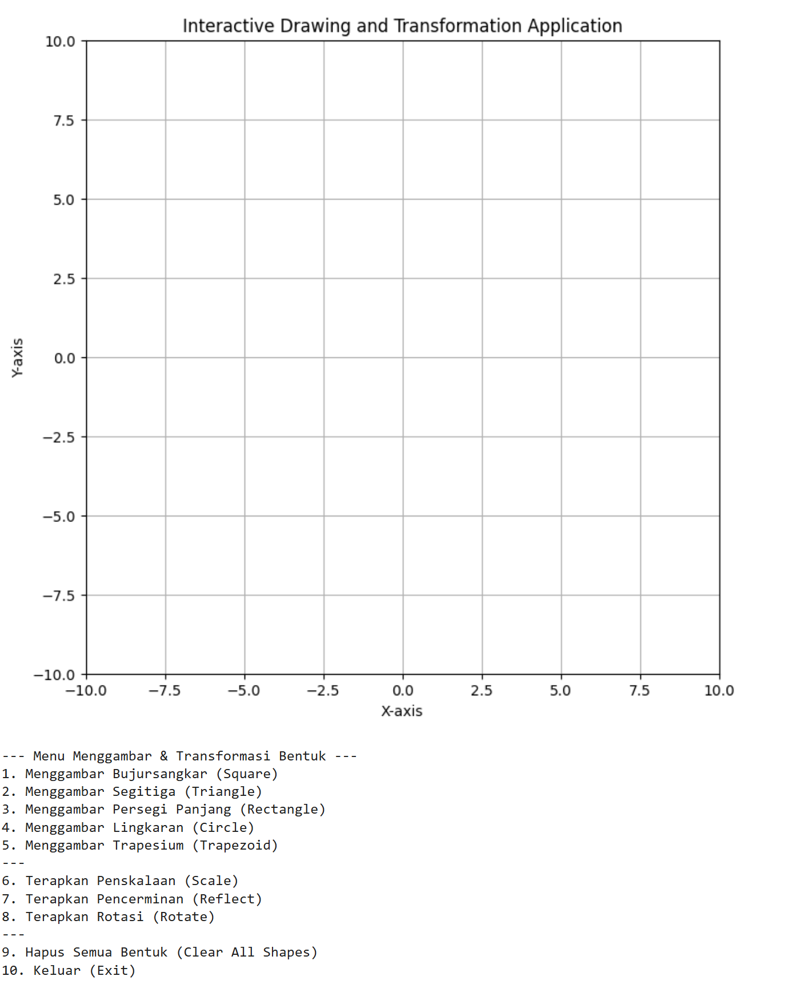 Interactive Drawing and Transformation Application
10.0
7.5
5.0
2.5
0.0
−2.5
−5.0
−7.5
−10.0
Y-axis
−10.0 −7.5 −5.0 −2.5 0.0 2.5 5.0 7.5 10.0
X-axis
--- Menu Menggambar & Transformasi Bentuk ---
1. Menggambar Bujursangkar (Square)
2. Menggambar Segitiga (Triangle)
3. Menggambar Persegi Panjang (Rectangle)
4. Menggambar Lingkaran (Circle)
5. Menggambar Trapesium (Trapezoid)
---
6. Terapkan Penskalaan (Scale)
7. Terapkan Pencerminan (Reflect)
8. Terapkan Rotasi (Rotate)
---
9. Hapus Semua Bentuk (Clear All Shapes)
10. Keluar (Exit)